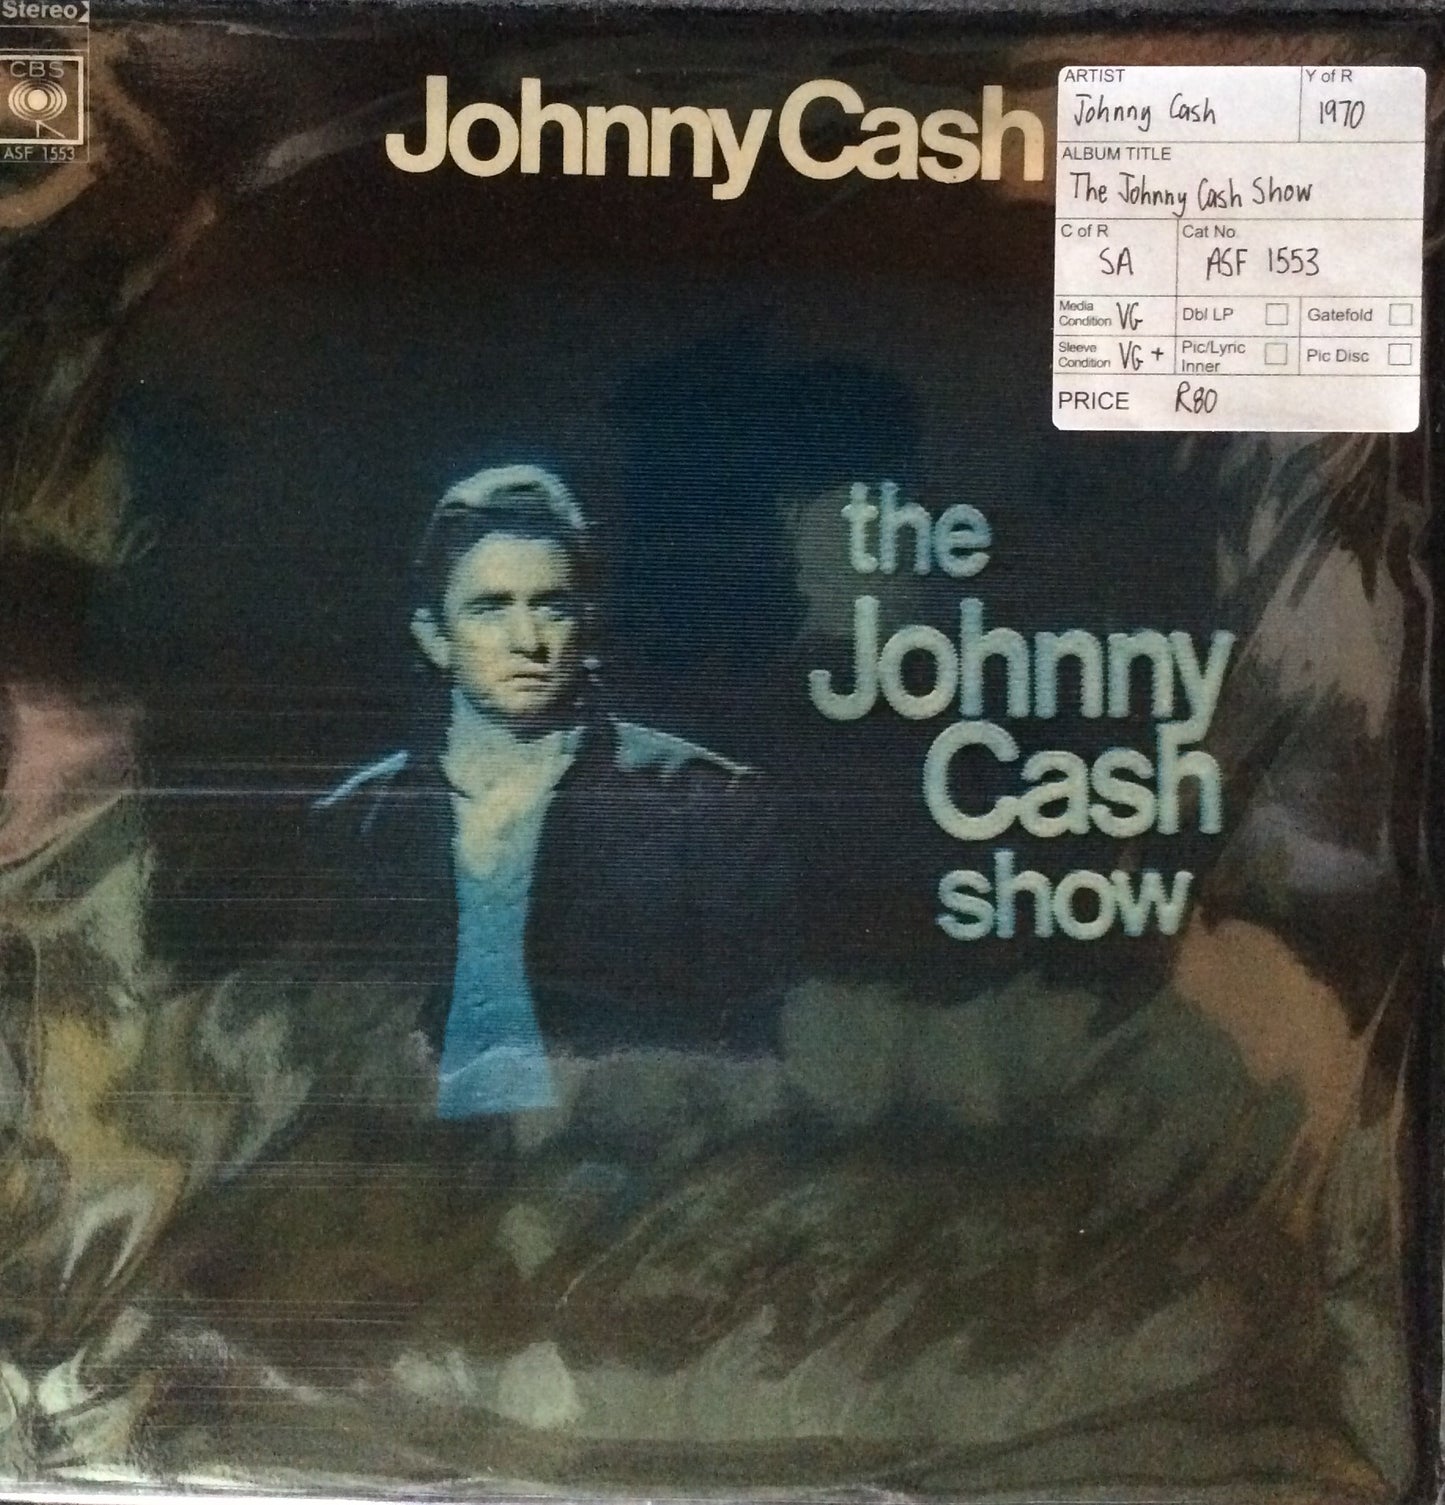 Stereo
CBS
ASF 1553
Johnny Cash
ARTIST
Johnny Cash
Y of R
1970
ALBUM TITLE
The Johnny Cash Show
C of R
SA
Cat No.
ASF 1553
Media
Condition VG
Dbl LP
Gatefold
Sleeve
Condition VG +
Pic/Lyric
Inner
Pic Disc
PRICE R80
the
Johnny
Cash
show